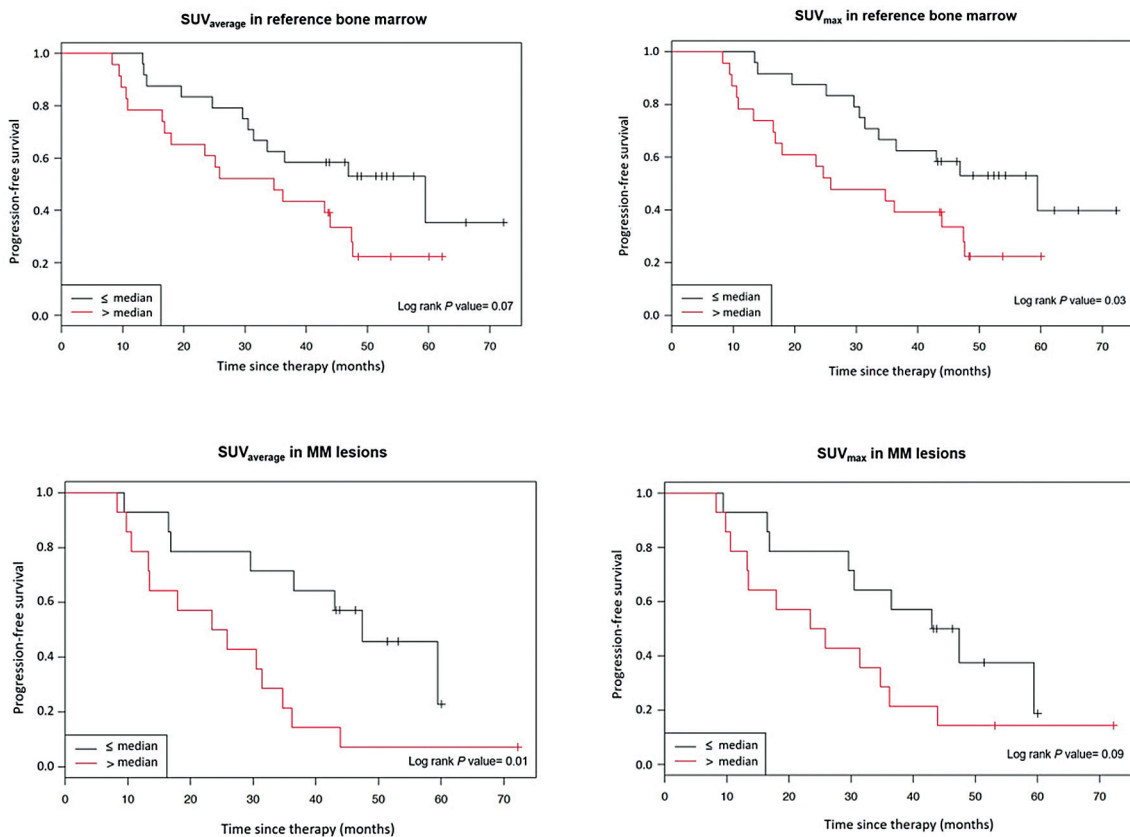 SUVaverage in reference bone marrow
1.0
0.8
0.6
0.4
0.2
0.0
Progression-free survival
≤ median
> median
Log rank P value= 0.07
0 10 20 30 40 50 60 70
Time since therapy (months)
SUVmax in reference bone marrow
1.0
0.8
0.6
0.4
0.2
0.0
Progression-free survival
≤ median
> median
Log rank P value= 0.03
0 10 20 30 40 50 60 70
Time since therapy (months)
SUVaverage in MM lesions
1.0
0.8
0.6
0.4
0.2
0.0
Progression-free survival
≤ median
> median
Log rank P value= 0.01
0 10 20 30 40 50 60 70
Time since therapy (months)
SUVmax in MM lesions
1.0
0.8
0.6
0.4
0.2
0.0
Progression-free survival
≤ median
> median
Log rank P value= 0.09
0 10 20 30 40 50 60 70
Time since therapy (months)